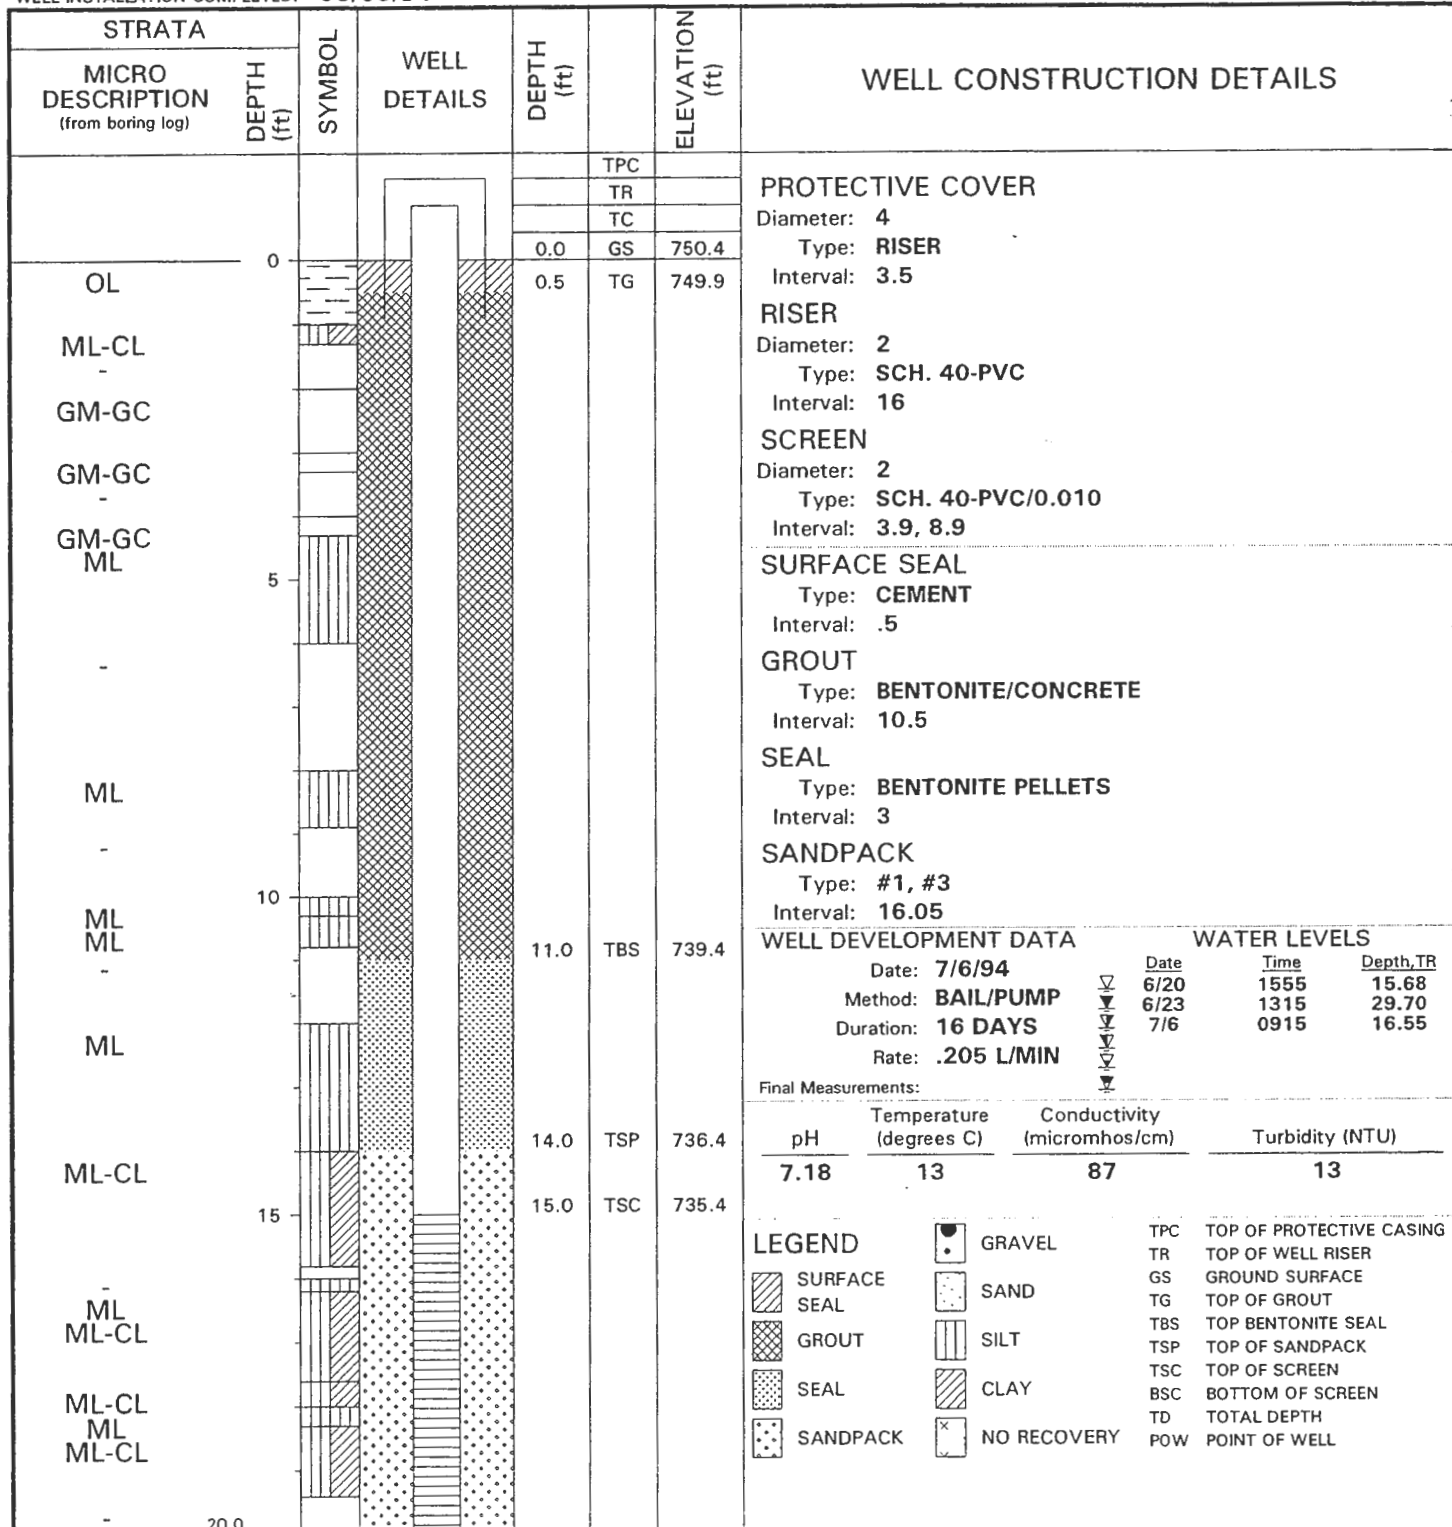 STRATA
MICRO
DESCRIPTION
(from boring log)
DEPTH
(ft)
SYMBOL
WELL
DETAILS
DEPTH
(ft)
ELEVATION
(ft)
WELL CONSTRUCTION DETAILS
TPC
TR
TC
0.0 GS 750.4
0
OL
0.5 TG 749.9
ML-CL
-
GM-GC
GM-GC
-
GM-GC
ML
5
-
ML
-
10
ML
ML
11.0 TBS 739.4
-
ML
14.0 TSP 736.4
ML-CL
15.0 TSC 735.4
15
-
ML
ML-CL
ML-CL
ML
ML-CL
-
20.0
PROTECTIVE COVER
Diameter: 4
Type: RISER
Interval: 3.5
RISER
Diameter: 2
Type: SCH. 40-PVC
Interval: 16
SCREEN
Diameter: 2
Type: SCH. 40-PVC/0.010
Interval: 3.9, 8.9
SURFACE SEAL
Type: CEMENT
Interval: .5
GROUT
Type: BENTONITE/CONCRETE
Interval: 10.5
SEAL
Type: BENTONITE PELLETS
Interval: 3
SANDPACK
Type: #1, #3
Interval: 16.05
WELL DEVELOPMENT DATA
Date: 7/6/94
Method: BAIL/PUMP
Duration: 16 DAYS
Rate: .205 L/MIN
Final Measurements:
WATER LEVELS
Date Time Depth,TR
6/20 1555 15.68
6/23 1315 29.70
7/6 0915 16.55
pH Temperature (degrees C) Conductivity (micromhos/cm) Turbidity (NTU)
7.18 13 87 13
LEGEND
SURFACE
SEAL
GROUT
SEAL
SANDPACK
GRAVEL
SAND
SILT
CLAY
NO RECOVERY
TPC TOP OF PROTECTIVE CASING
TR TOP OF WELL RISER
GS GROUND SURFACE
TG TOP OF GROUT
TBS TOP BENTONITE SEAL
TSP TOP OF SANDPACK
TSC TOP OF SCREEN
BSC BOTTOM OF SCREEN
TD TOTAL DEPTH
POW POINT OF WELL